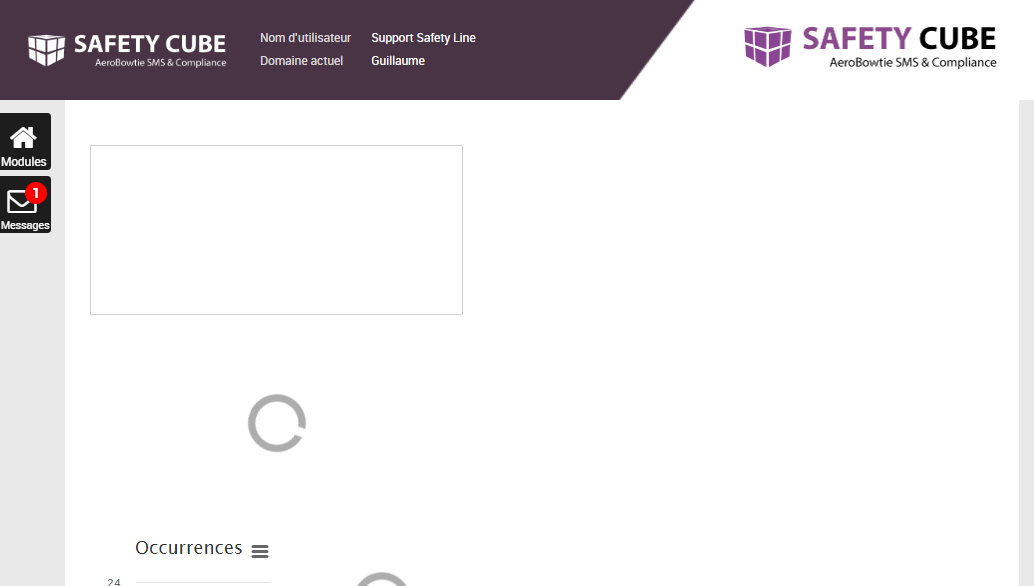 SAFETY CUBE
AeroBowtie SMS & Compliance
Nom d'utilisateur Support Safety Line
Domaine actuel Guillaume
SAFETY CUBE
AeroBowtie SMS & Compliance
Modules
1
Messages
Occurrences
24